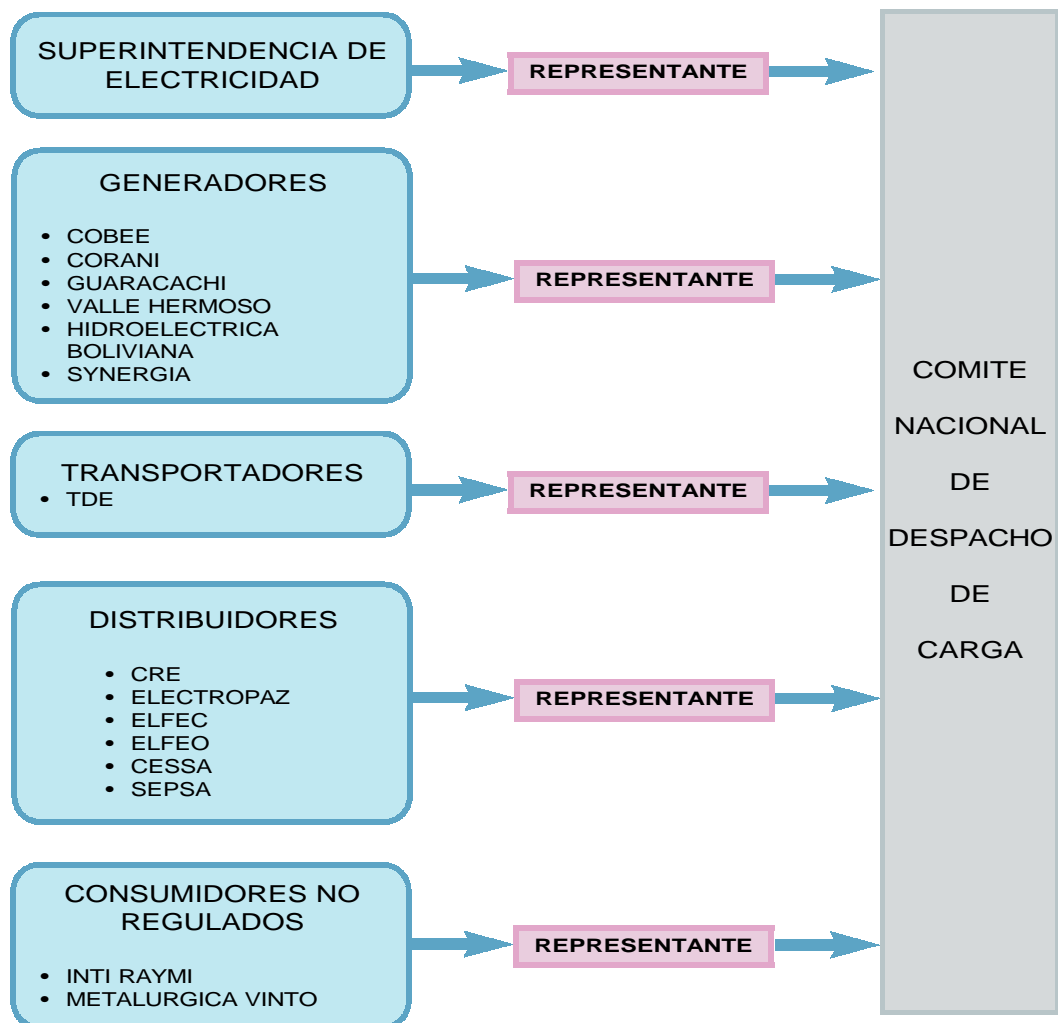 SUPERINTENDENCIA DE
ELECTRICIDAD
REPRESENTANTE
GENERADORES
• COBEE
• CORANI
• GUARACACHI
• VALLE HERMOSO
• HIDROELECTRICA
BOLIVIANA
• SYNERGIA
REPRESENTANTE
TRANSPORTADORES
• TDE
REPRESENTANTE
DISTRIBUIDORES
• CRE
• ELECTROPAZ
• ELFEC
• ELFEO
• CESSA
• SEPSA
REPRESENTANTE
CONSUMIDORES NO
REGULADOS
• INTI RAYMI
• METALURGICA VINTO
REPRESENTANTE
COMITE
NACIONAL
DE
DESPACHO
DE
CARGA